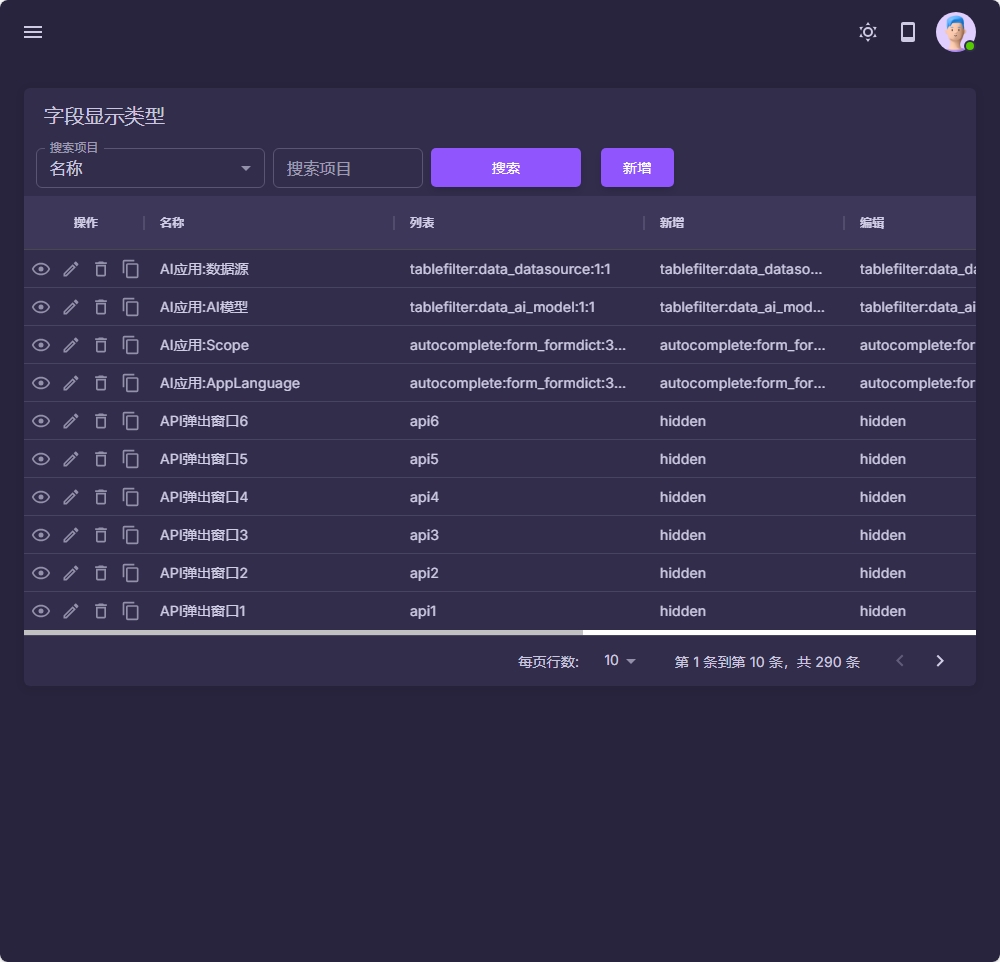 字段显示类型
搜索项目
名称
搜索项目
搜索
新增
操作 名称 列表 新增 编辑
AI应用:数据源 tablefilter:data_datasource:1:1 tablefilter:data_dataso... tablefilter:data_da
AI应用:AI模型 tablefilter:data_ai_model:1:1 tablefilter:data_ai_mod... tablefilter:data_ai
AI应用:Scope autocomplete:form_formdict:3... autocomplete:form_for... autocomplete:for
AI应用:AppLanguage autocomplete:form_formdict:3... autocomplete:form_for... autocomplete:for
API弹出窗口6 api6 hidden hidden
API弹出窗口5 api5 hidden hidden
API弹出窗口4 api4 hidden hidden
API弹出窗口3 api3 hidden hidden
API弹出窗口2 api2 hidden hidden
API弹出窗口1 api1 hidden hidden
每页行数: 10 第 1 条到第 10 条，共 290 条